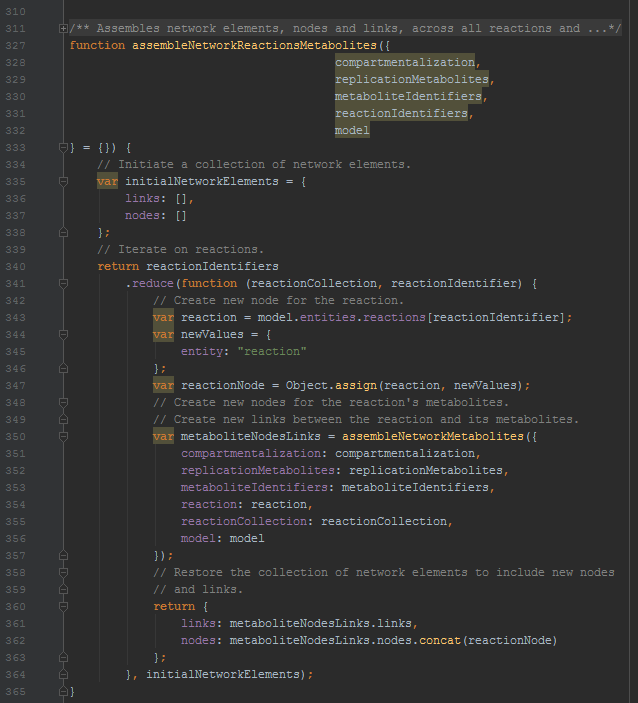 310
311 /** Assembles network elements, nodes and links, across all reactions and ...*/
327 function assembleNetworkReactionsMetabolites({
328 compartmentalization,
329 replicationMetabolites,
330 metaboliteIdentifiers,
331 reactionIdentifiers,
332 model
333 } = {}) {
334 // Initiate a collection of network elements.
335 var initialNetworkElements = {
336 links: [],
337 nodes: []
338 };
339 // Iterate on reactions.
340 return reactionIdentifiers
341 .reduce(function (reactionCollection, reactionIdentifier) {
342 // Create new node for the reaction.
343 var reaction = model.entities.reactions[reactionIdentifier];
344 var newValues = {
345 entity: "reaction"
346 };
347 var reactionNode = Object.assign(reaction, newValues);
348 // Create new nodes for the reaction's metabolites.
349 // Create new links between the reaction and its metabolites.
350 var metaboliteNodesLinks = assembleNetworkMetabolites({
351 compartmentalization: compartmentalization,
352 replicationMetabolites: replicationMetabolites,
353 metaboliteIdentifiers: metaboliteIdentifiers,
354 reaction: reaction,
355 reactionCollection: reactionCollection,
356 model: model
357 });
358 // Restore the collection of network elements to include new nodes
359 // and links.
360 return {
361 links: metaboliteNodesLinks.links,
362 nodes: metaboliteNodesLinks.nodes.concat(reactionNode)
363 };
364 }, initialNetworkElements);
365 }